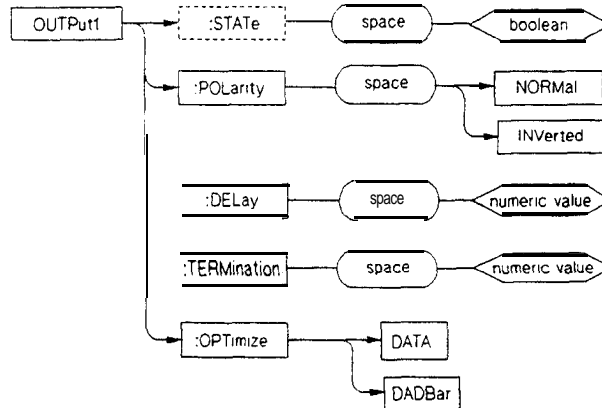 OUTPut1
:STATe
space
boolean
:POLarity
space
NORMal
INVerted
:DELay
space
numeric value
:TERMination
space
numeric value
:OPTimize
DATA
DADBar